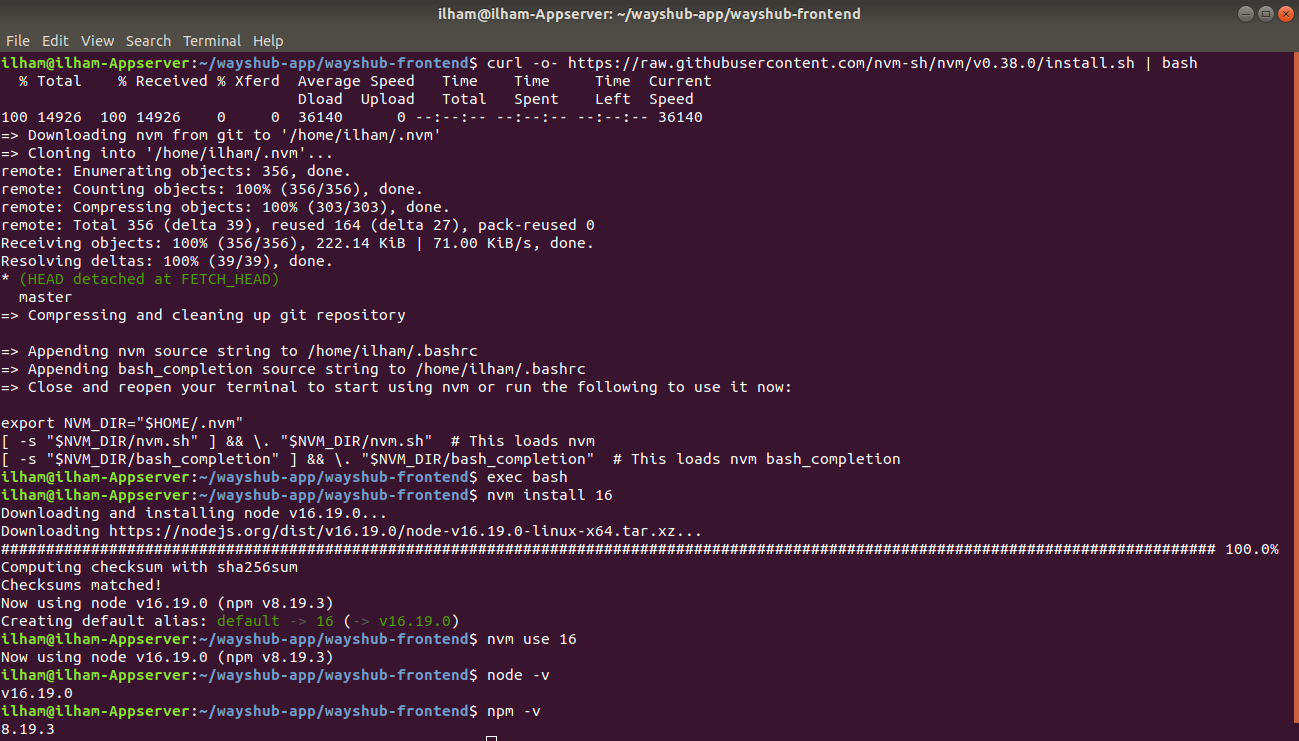 ilham@ilham-Appserver: ~/wayshub-app/wayshub-frontend
File Edit View Search Terminal Help
ilham@ilham-Appserver:~/wayshub-app/wayshub-frontend$ curl -o- https://raw.githubusercontent.com/nvm-sh/nvm/v0.38.0/install.sh | bash
  % Total    % Received % Xferd  Average Speed   Time    Time     Time  Current
                                 Dload  Upload   Total   Spent    Left  Speed
100 14926  100 14926    0     0  36140      0 --:--:-- --:--:-- --:--:-- 36140
=> Downloading nvm from git to '/home/ilham/.nvm'
=> Cloning into '/home/ilham/.nvm'...
remote: Enumerating objects: 356, done.
remote: Counting objects: 100% (356/356), done.
remote: Compressing objects: 100% (303/303), done.
remote: Total 356 (delta 39), reused 164 (delta 27), pack-reused 0
Receiving objects: 100% (356/356), 222.14 KiB | 71.00 KiB/s, done.
Resolving deltas: 100% (39/39), done.
* (HEAD detached at FETCH_HEAD)
  master
=> Compressing and cleaning up git repository
=> Appending nvm source string to /home/ilham/.bashrc
=> Appending bash_completion source string to /home/ilham/.bashrc
=> Close and reopen your terminal to start using nvm or run the following to use it now:
export NVM_DIR="$HOME/.nvm"
[ -s "$NVM_DIR/nvm.sh" ] && \. "$NVM_DIR/nvm.sh"  # This loads nvm
[ -s "$NVM_DIR/bash_completion" ] && \. "$NVM_DIR/bash_completion"  # This loads nvm bash_completion
ilham@ilham-Appserver:~/wayshub-app/wayshub-frontend$ exec bash
ilham@ilham-Appserver:~/wayshub-app/wayshub-frontend$ nvm install 16
Downloading and installing node v16.19.0...
Downloading https://nodejs.org/dist/v16.19.0/node-v16.19.0-linux-x64.tar.xz...
####################################################################################################################################### 100.0%
Computing checksum with sha256sum
Checksums matched!
Now using node v16.19.0 (npm v8.19.3)
Creating default alias: default -> 16 (-> v16.19.0)
ilham@ilham-Appserver:~/wayshub-app/wayshub-frontend$ nvm use 16
Now using node v16.19.0 (npm v8.19.3)
ilham@ilham-Appserver:~/wayshub-app/wayshub-frontend$ node -v
v16.19.0
ilham@ilham-Appserver:~/wayshub-app/wayshub-frontend$ npm -v
8.19.3